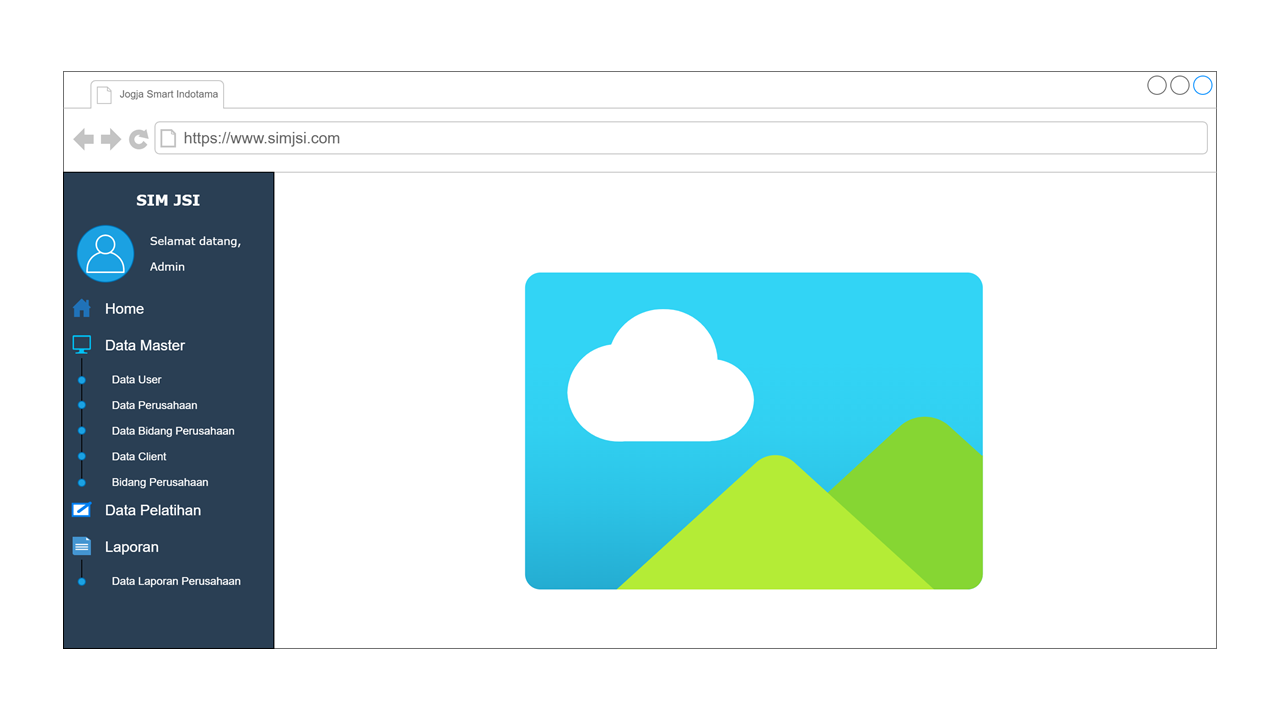 Jogja Smart Indotama
https://www.simjsi.com
SIM JSI
Selamat datang,
Admin
Home
Data Master
Data User
Data Perusahaan
Data Bidang Perusahaan
Data Client
Bidang Perusahaan
Data Pelatihan
Laporan
Data Laporan Perusahaan